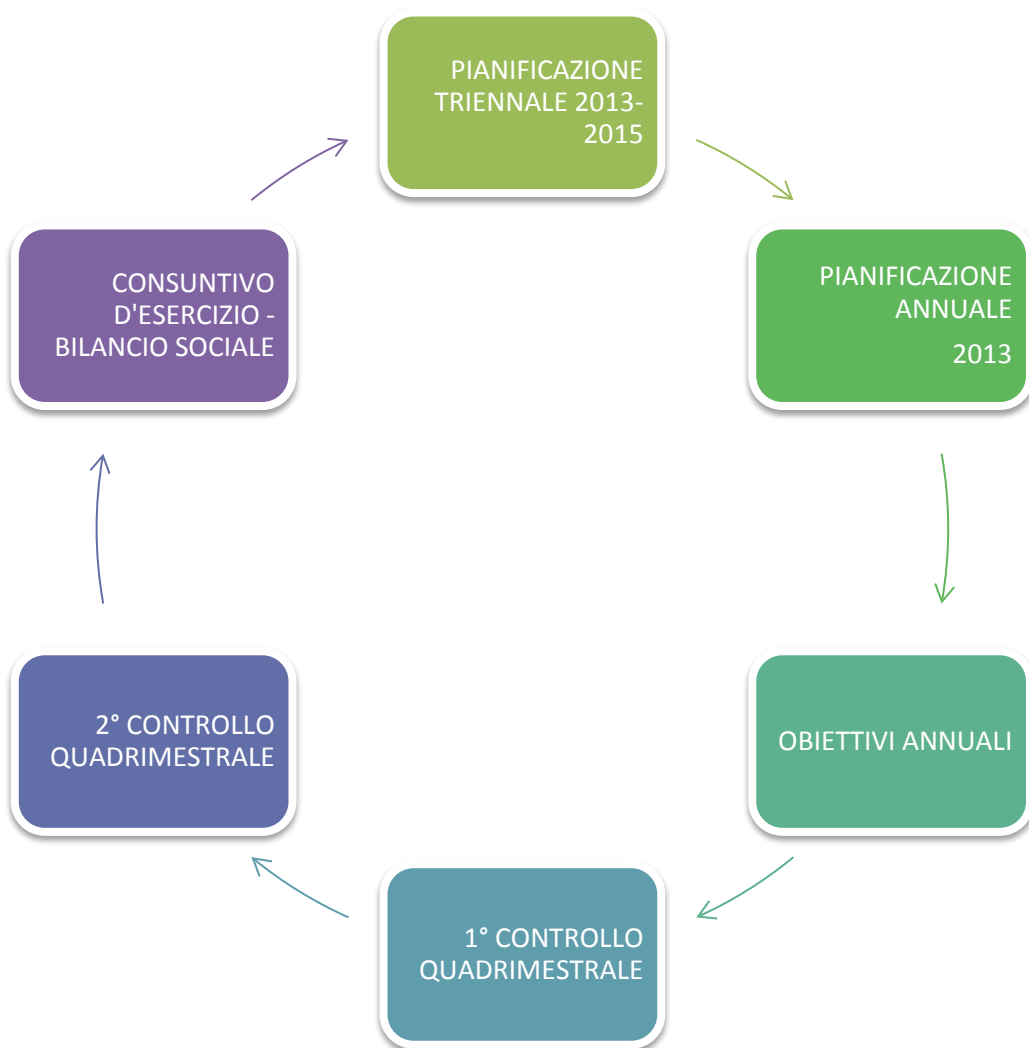 PIANIFICAZIONE
TRIENNALE 2013-
2015
PIANIFICAZIONE
ANNUALE
2013
OBIETTIVI ANNUALI
1° CONTROLLO
QUADRIMESTRALE
2° CONTROLLO
QUADRIMESTRALE
CONSUNTIVO
D'ESERCIZIO -
BILANCIO SOCIALE